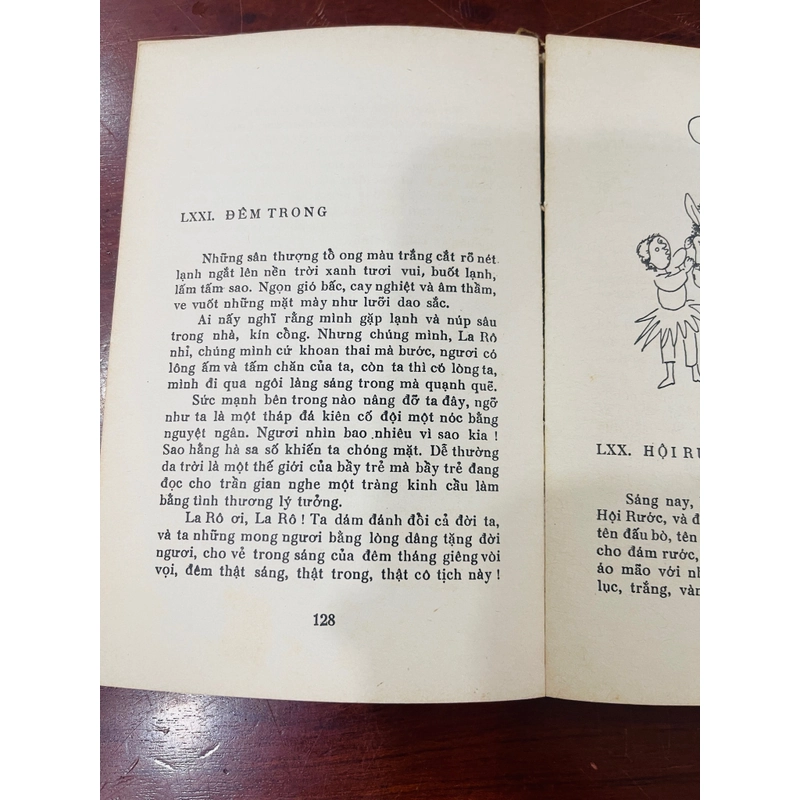 LXXI. ĐÊM TRONG
Những sân thượng tổ ong màu trắng cắt rõ nét
lạnh ngắt lên nền trời xanh tươi vui, buốt lạnh,
lấm tấm sao. Ngọn gió bấc, cay nghiệt và âm thầm,
ve vuốt những mặt mày như lưỡi dao sắc.
Ai nấy nghĩ rằng mình gặp lạnh và núp sâu
trong nhà, kín cổng. Nhưng chúng mình, La Rô
nhỉ, chúng mình cứ khoan thai mà bước, ngươi có
lông ấm và tấm chăn của ta, còn ta thì có lòng ta,
mình đi qua ngôi làng sáng trong mà quạnh quẽ.
Sức mạnh bên trong nào nâng đỡ ta đây, ngỡ
như ta là một tháp đá kiên cố đội một nóc bằng
nguyệt ngân. Ngươi nhìn bao nhiêu vì sao kia !
Sao hằng hà sa số khiến ta chóng mặt. Dễ thường
da trời là một thế giới của bầy trẻ mà bầy trẻ đang
đọc cho trần gian nghe một tràng kinh cầu làm
bằng tình thương lý tưởng.
La Rô ơi, La Rô ! Ta dám đánh đổi cả đời ta,
và ta những mong ngươi bằng lòng dâng tặng đời
ngươi, cho vẻ trong sáng của đêm tháng giêng vòi
vọi, đêm thật sáng, thật trong, thật cô tịch này !
128
LXX. HỘI RƯ
Sáng nay,
Hội Rước, và đ
tên đấu bò, tên
cho đám rước,
áo mão với nh
lục, trắng, vàn